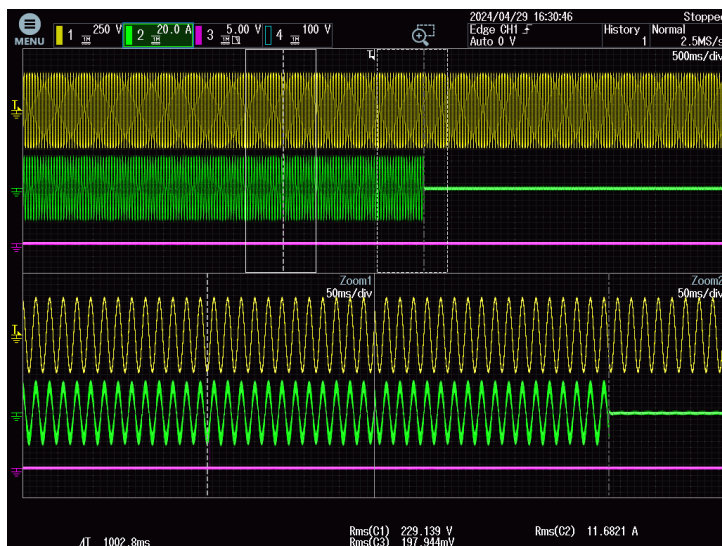 2024/04/29 16:30:46 Stopped
MENU 1 250 V 2 20.0 A 3 5.00 V 4 100 V Edge CH1 History Normal
Auto 0 V 1 2.5MS/s
500ms/div
Zoom1 Zoom2
50ms/div 50ms/div
Rms(C1) 229.139 V Rms(C2) 11.6821 A
ΔT 1002.8ms Rms(C3) 197.944mV